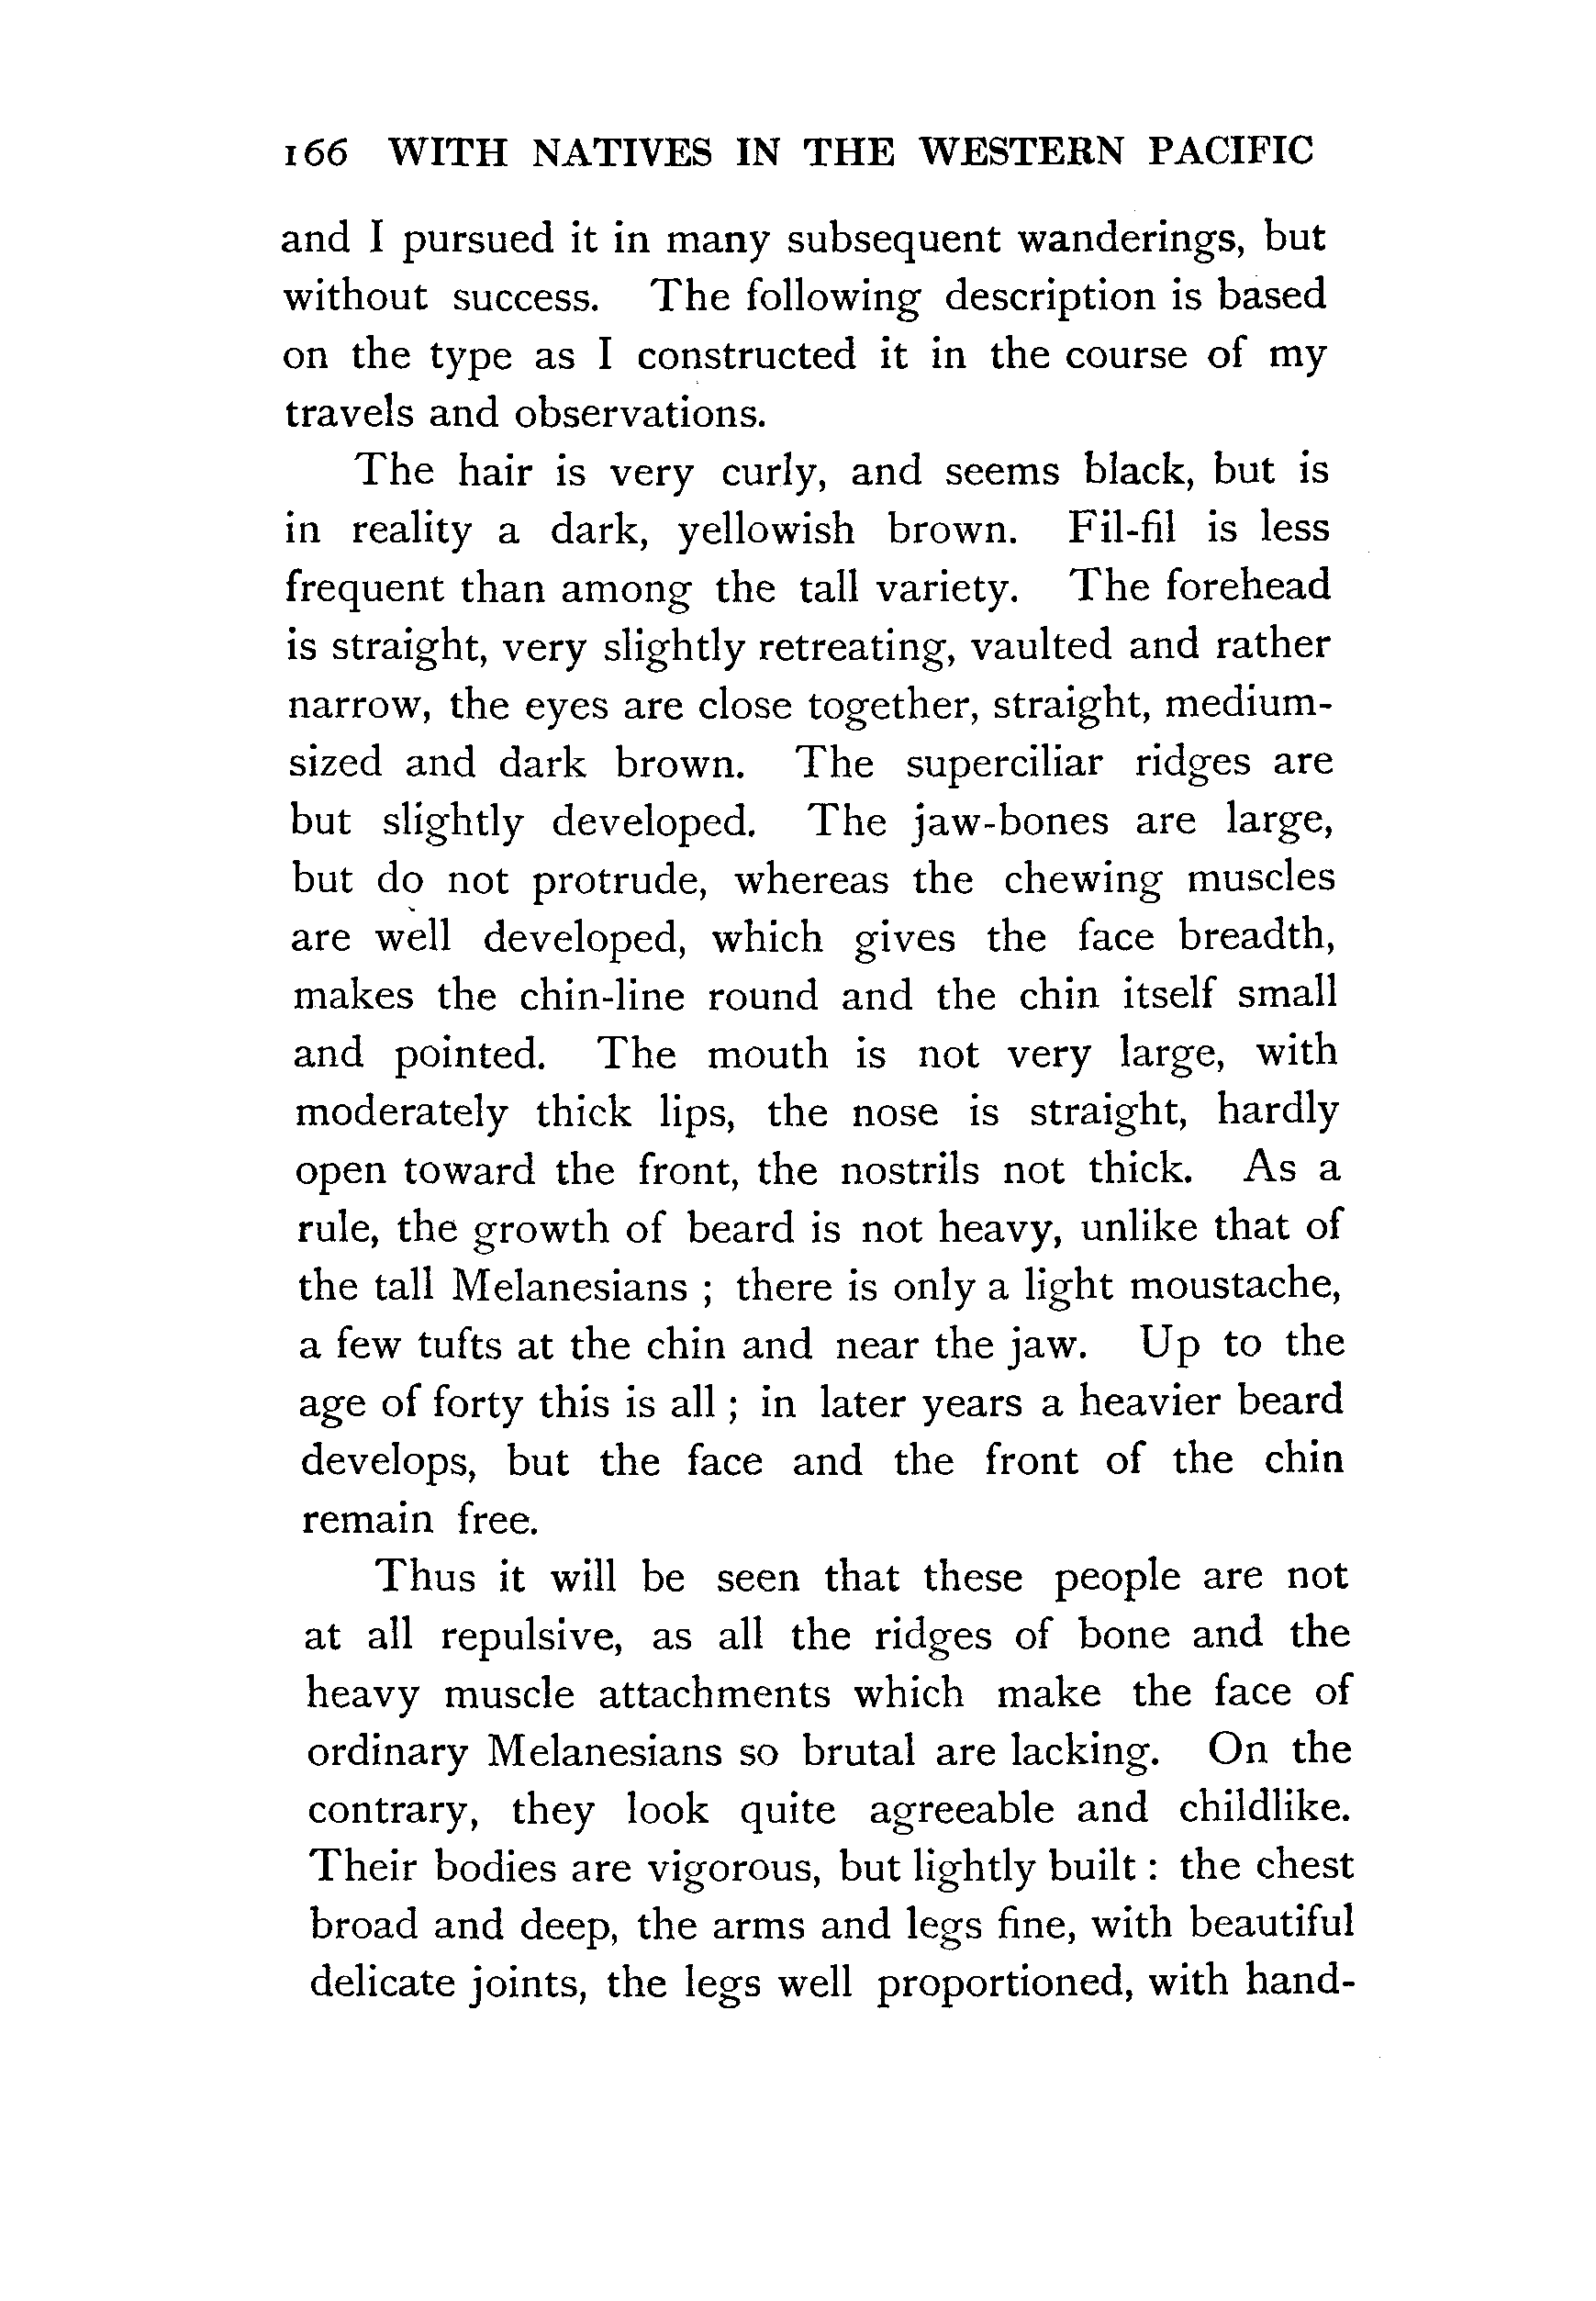 166 WITH NATIVES IN THE WESTERN PACIFIC
and I pursued it in many subsequent wanderings, but
without success. The following description is based
on the type as I constructed it in the course of my
travels and observations.
The hair is very curly, and seems black, but is
in reality a dark, yellowish brown. Fil-fil is less
frequent than among the tall variety. The forehead
is straight, very slightly retreating, vaulted and rather
narrow, the eyes are close together, straight, medium-
sized and dark brown. The superciliar ridges are
but slightly developed. The jaw-bones are large,
but do not protrude, whereas the chewing muscles
are well developed, which gives the face breadth,
makes the chin-line round and the chin itself small
and pointed. The mouth is not very large, with
moderately thick lips, the nose is straight, hardly
open toward the front, the nostrils not thick. As a
rule, the growth of beard is not heavy, unlike that of
the tall Melanesians ; there is only a light moustache,
a few tufts at the chin and near the jaw. Up to the
age of forty this is all ; in later years a heavier beard
develops, but the face and the front of the chin
remain free.
Thus it will be seen that these people are not
at all repulsive, as all the ridges of bone and the
heavy muscle attachments which make the face of
ordinary Melanesians so brutal are lacking. On the
contrary, they look quite agreeable and childlike.
Their bodies are vigorous, but lightly built : the chest
broad and deep, the arms and legs fine, with beautiful
delicate joints, the legs well proportioned, with hand-